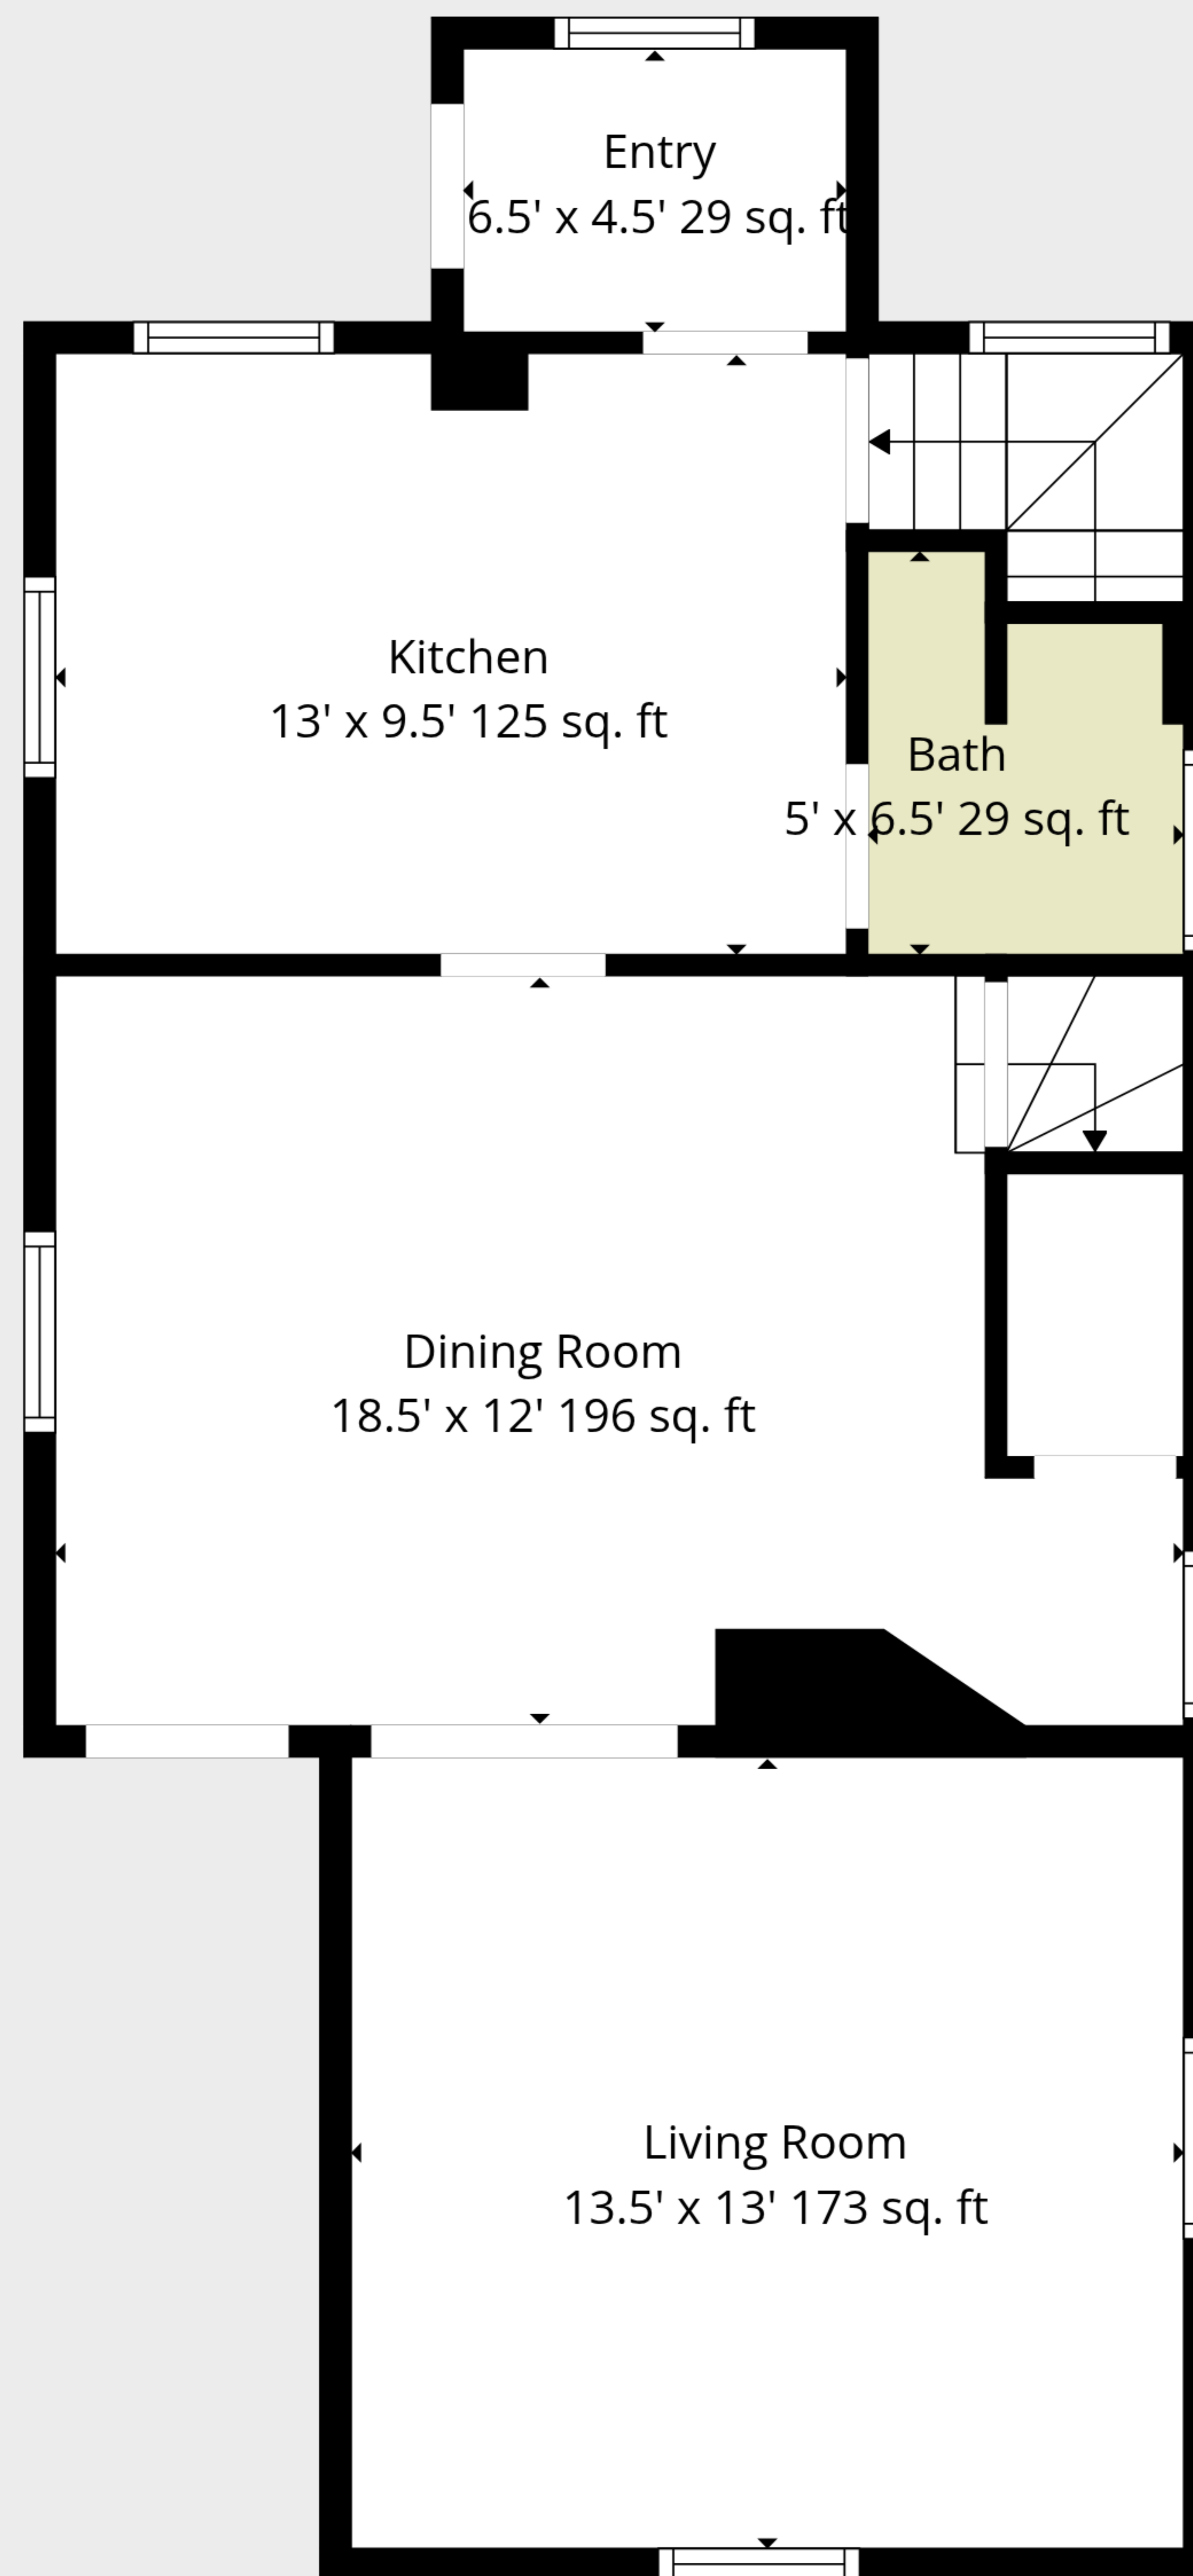 Entry
6.5' x 4.5' 29 sq. ft
Kitchen
13' x 9.5' 125 sq. ft
Bath
5' x 6.5' 29 sq. ft
Dining Room
18.5' x 12' 196 sq. ft
Living Room
13.5' x 13' 173 sq. ft